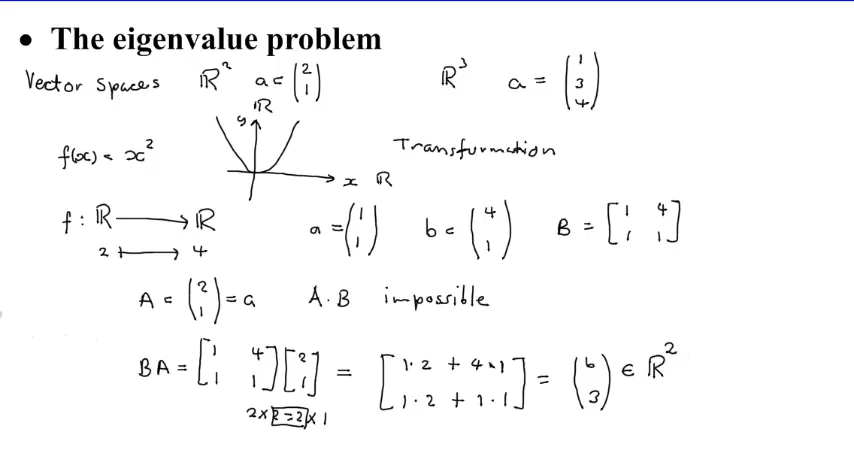 • The eigenvalue problem
Vector Spaces ℝ² a = (2 1) ℝ³ a = (1 3 4)
y ℝ
f(x) = x² Transformation
x ℝ
f : ℝ → ℝ a = (1 1) b = (4 1) B = [1 4 1 1]
2 ↦ 4
A = (2 1) = a A·B impossible
BA = [1 4 1 1] [2 1] = [1·2 + 4·1 1·2 + 1·1] = (6 3) ∈ ℝ²
2×2=2×1